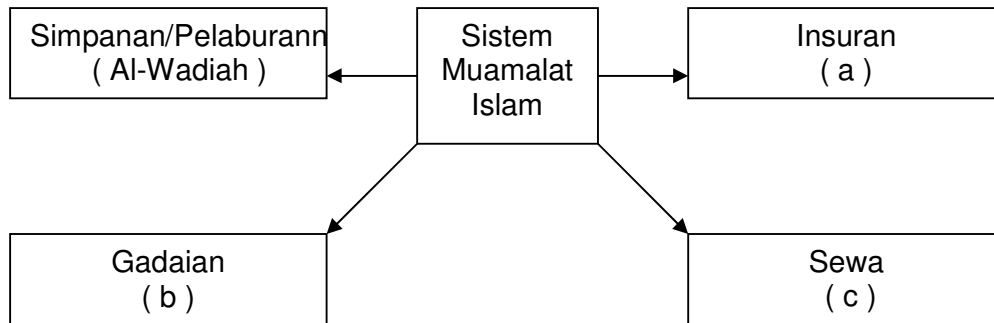 Simpanan/Pelaburann
( Al-Wadiah )
Sistem
Muamalat
Islam
Insuran
( a )
Gadaian
( b )
Sewa
( c )